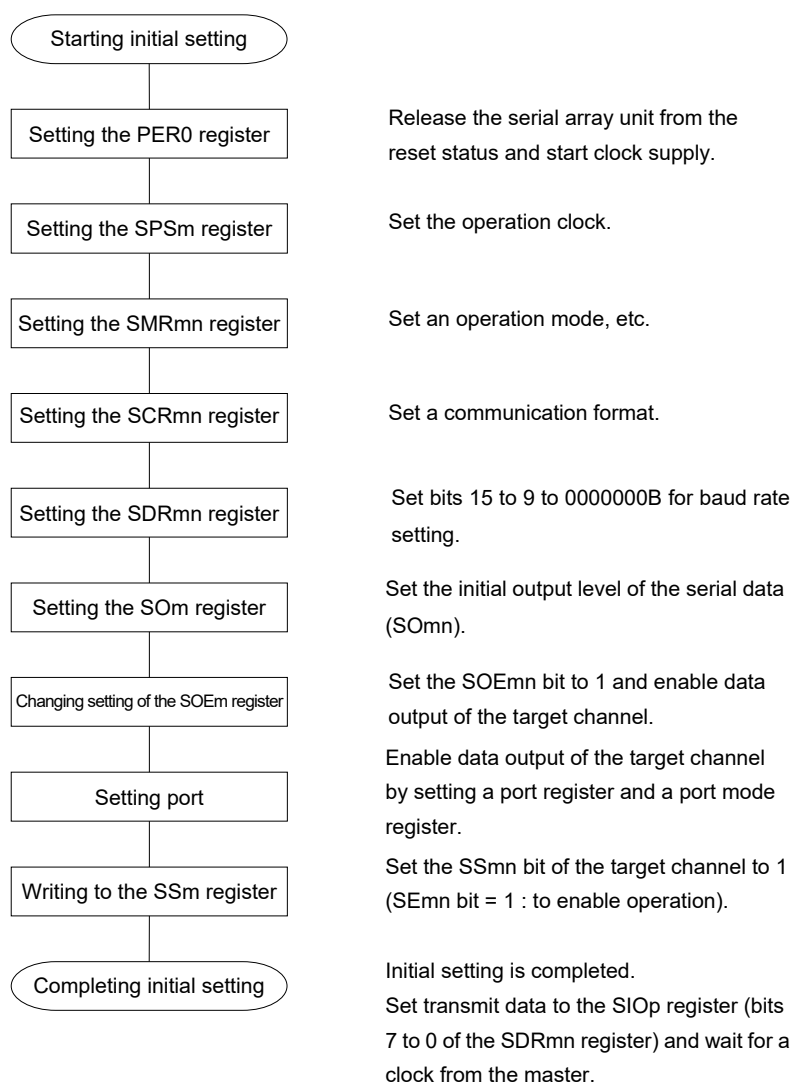 Starting initial setting
Setting the PER0 register
Release the serial array unit from the
reset status and start clock supply.
Setting the SPSm register
Set the operation clock.
Setting the SMRmn register
Set an operation mode, etc.
Setting the SCRmn register
Set a communication format.
Setting the SDRmn register
Set bits 15 to 9 to 0000000B for baud rate
setting.
Setting the SOm register
Set the initial output level of the serial data
(SOmn).
Changing setting of the SOEm register
Set the SOEmn bit to 1 and enable data
output of the target channel.
Setting port
Enable data output of the target channel
by setting a port register and a port mode
register.
Writing to the SSm register
Set the SSmn bit of the target channel to 1
(SEmn bit = 1 : to enable operation).
Completing initial setting
Initial setting is completed.
Set transmit data to the SIOp register (bits
7 to 0 of the SDRmn register) and wait for a
clock from the master.